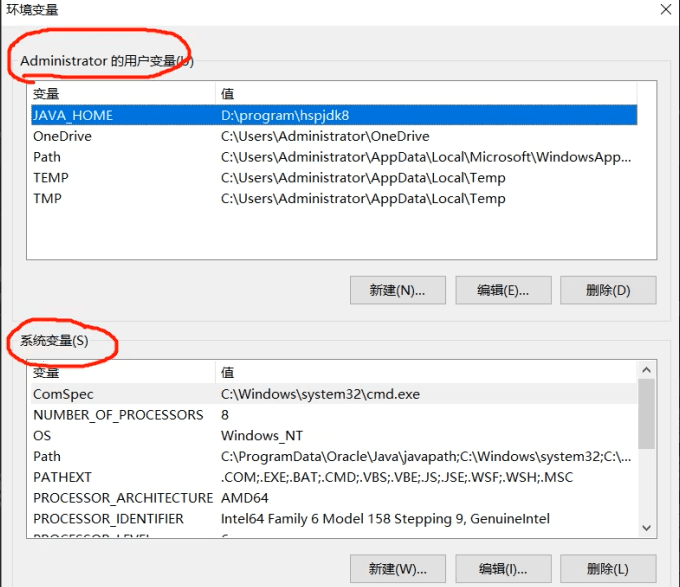 环境变量
Administrator 的用户变量(U)
变量 值
JAVA_HOME D:\program\hspjdk8
OneDrive C:\Users\Administrator\OneDrive
Path C:\Users\Administrator\AppData\Local\Microsoft\WindowsApp...
TEMP C:\Users\Administrator\AppData\Local\Temp
TMP C:\Users\Administrator\AppData\Local\Temp
新建(N)... 编辑(E)... 删除(D)
系统变量(S)
变量 值
ComSpec C:\Windows\system32\cmd.exe
NUMBER_OF_PROCESSORS 8
OS Windows_NT
Path C:\ProgramData\Oracle\Java\javapath;C:\Windows\system32;C:\...
PATHEXT .COM;.EXE;.BAT;.CMD;.VBS;.VBE;.JS;.JSE;.WSF;.WSH;.MSC
PROCESSOR_ARCHITECTURE AMD64
PROCESSOR_IDENTIFIER Intel64 Family 6 Model 158 Stepping 9, GenuineIntel
新建(W)... 编辑(I)... 删除(L)